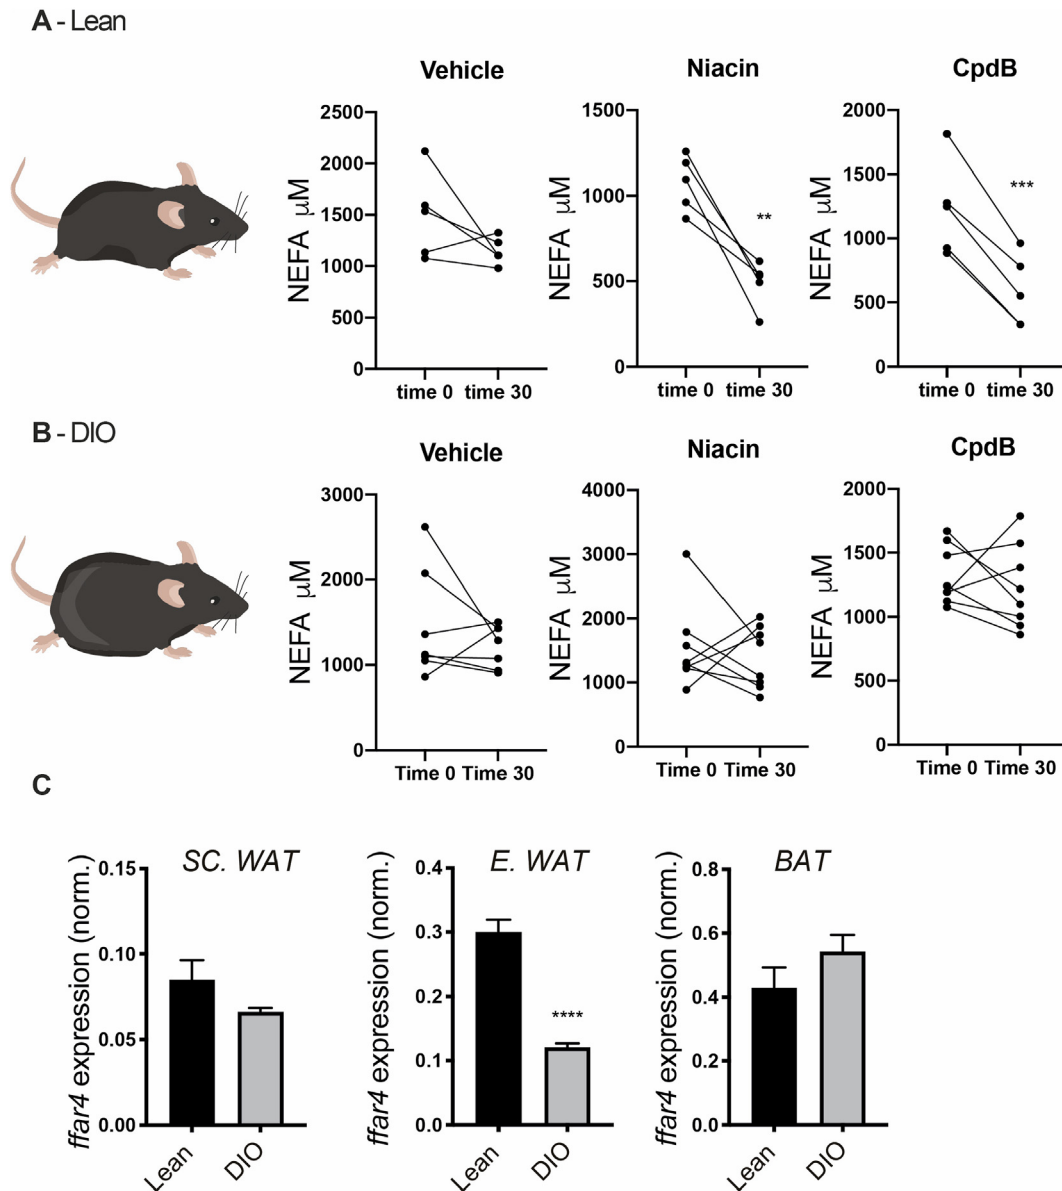 A - Lean
Vehicle
Niacin
CpdB
NEFA μM
2500
2000
1500
1000
500
0
time 0 time 30
NEFA μM
1500
1000
500
0
**
time 0 time 30
NEFA μM
2000
1500
1000
500
0
***
time 0 time 30
B - DIO
Vehicle
Niacin
CpdB
NEFA μM
3000
2000
1000
0
Time 0 Time 30
NEFA μM
4000
3000
2000
1000
0
Time 0 Time 30
NEFA μM
2000
1500
1000
500
0
Time 0 Time 30
C
SC. WAT
ffar4 expression (norm.)
0.15
0.10
0.05
0.00
Lean
DIO
E. WAT
ffar4 expression (norm.)
0.4
0.3
0.2
0.1
0.0
****
Lean
DIO
BAT
ffar4 expression (norm.)
0.8
0.6
0.4
0.2
0.0
Lean
DIO